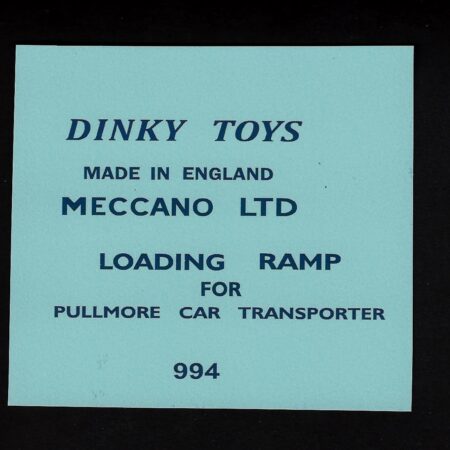 DINKY TOYS
MADE IN ENGLAND
MECCANO LTD
LOADING RAMP
FOR
PULLMORE CAR TRANSPORTER
994